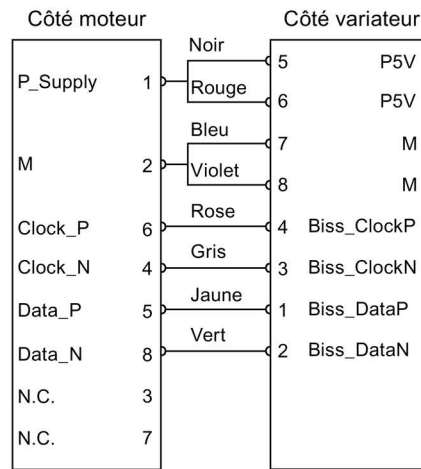 Côté moteur Côté variateur
Noir
5 P5V
P_Supply 1
Rouge
6 P5V
Bleu
7 M
M 2
Violet
8 M
Rose
Clock_P 6 4 Biss_ClockP
Gris
Clock_N 4 3 Biss_ClockN
Jaune
Data_P 5 1 Biss_DataP
Vert
Data_N 8 2 Biss_DataN
N.C. 3
N.C. 7